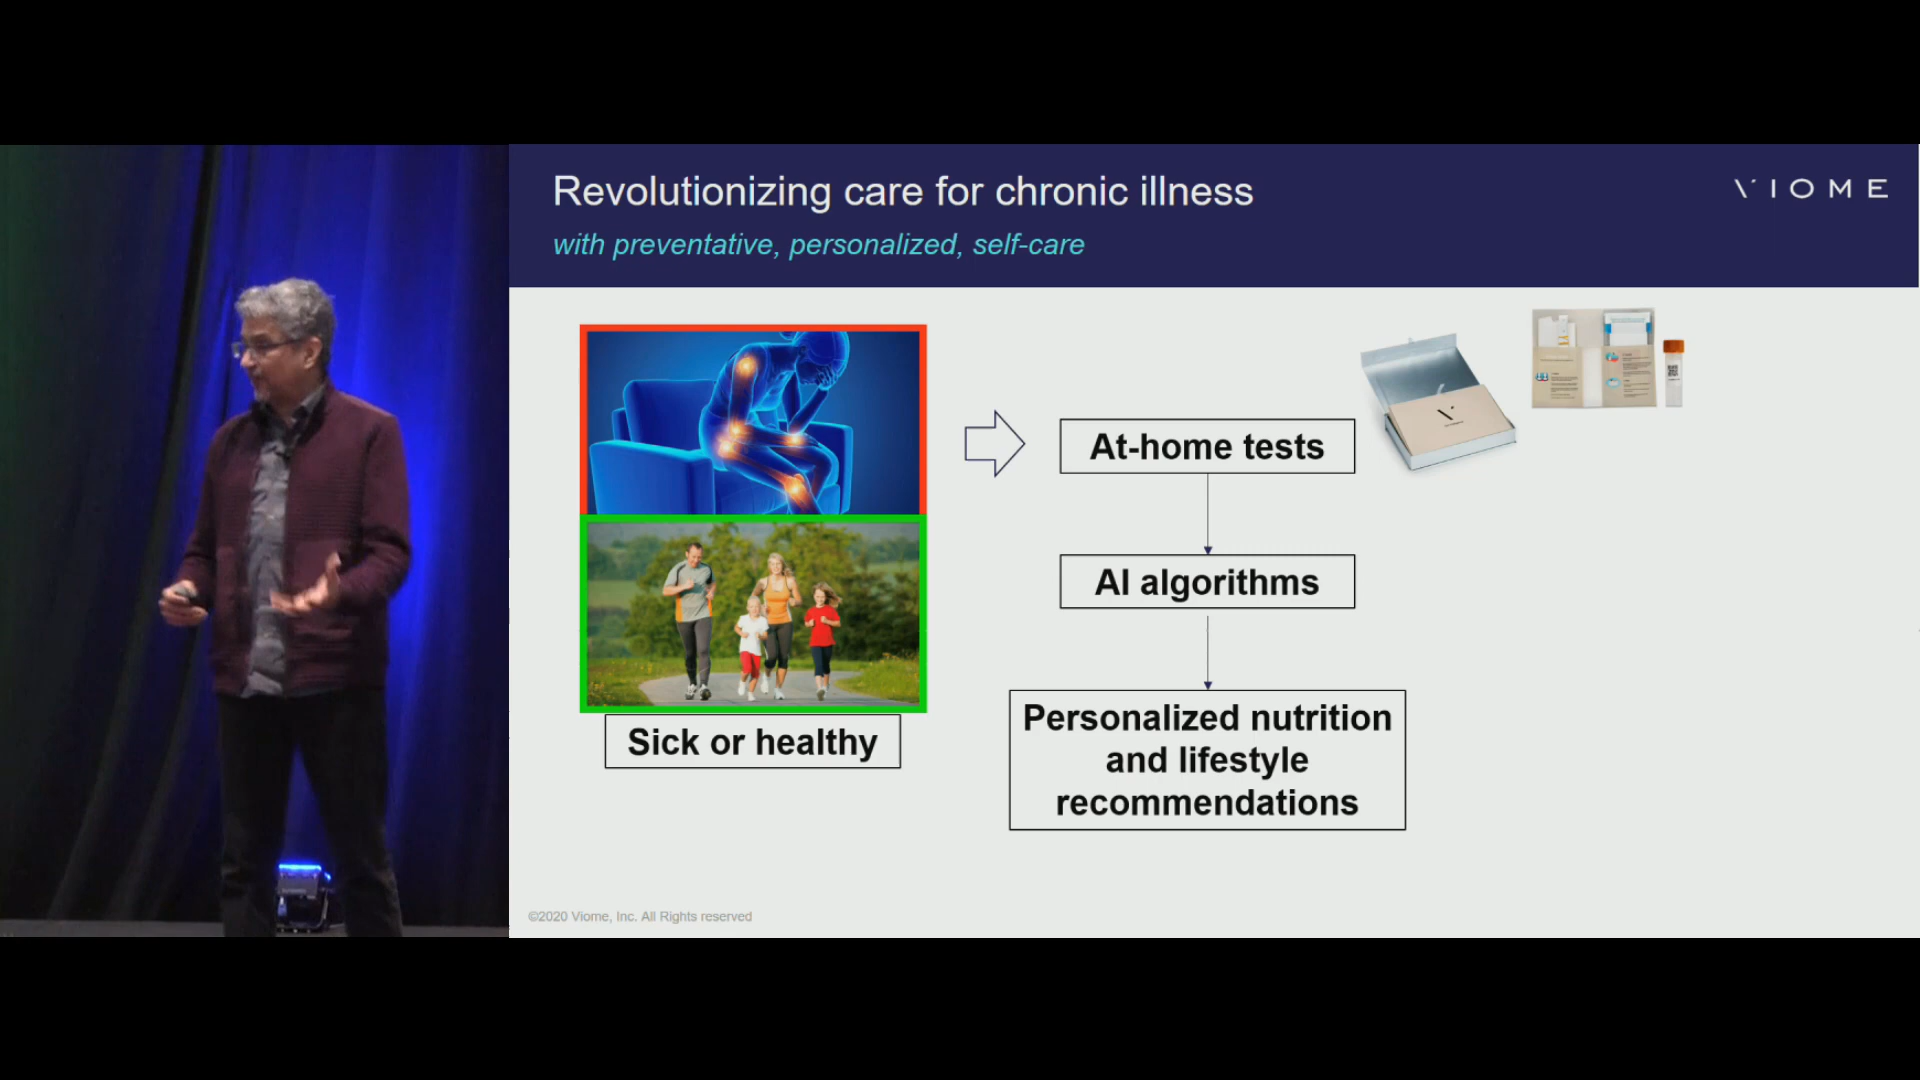 Revolutionizing care for chronic illness
with preventative, personalized, self-care
VIOME
At-home tests
AI algorithms
Personalized nutrition
and lifestyle
recommendations
Sick or healthy
©2020 Viome, Inc. All Rights reserved